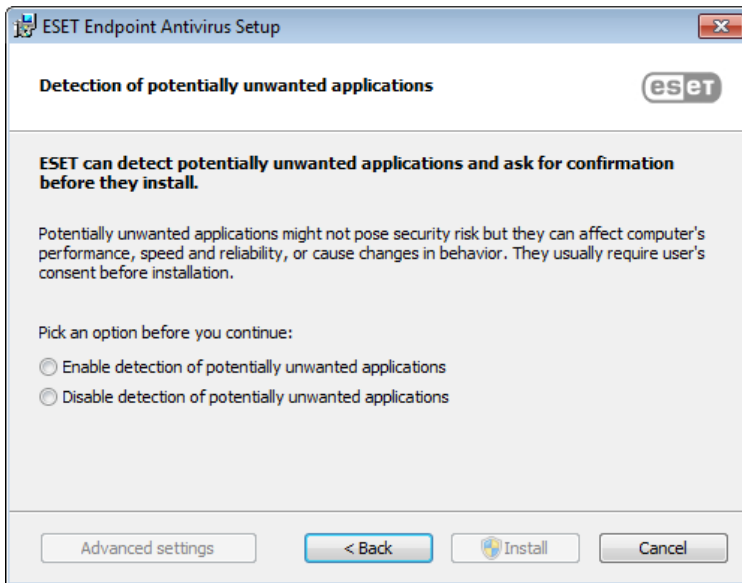 ESET Endpoint Antivirus Setup
Detection of potentially unwanted applications
eseT
ESET can detect potentially unwanted applications and ask for confirmation
before they install.
Potentially unwanted applications might not pose security risk but they can affect computer's
performance, speed and reliability, or cause changes in behavior. They usually require user's
consent before installation.
Pick an option before you continue:
Enable detection of potentially unwanted applications
Disable detection of potentially unwanted applications
Advanced settings
< Back
Install
Cancel